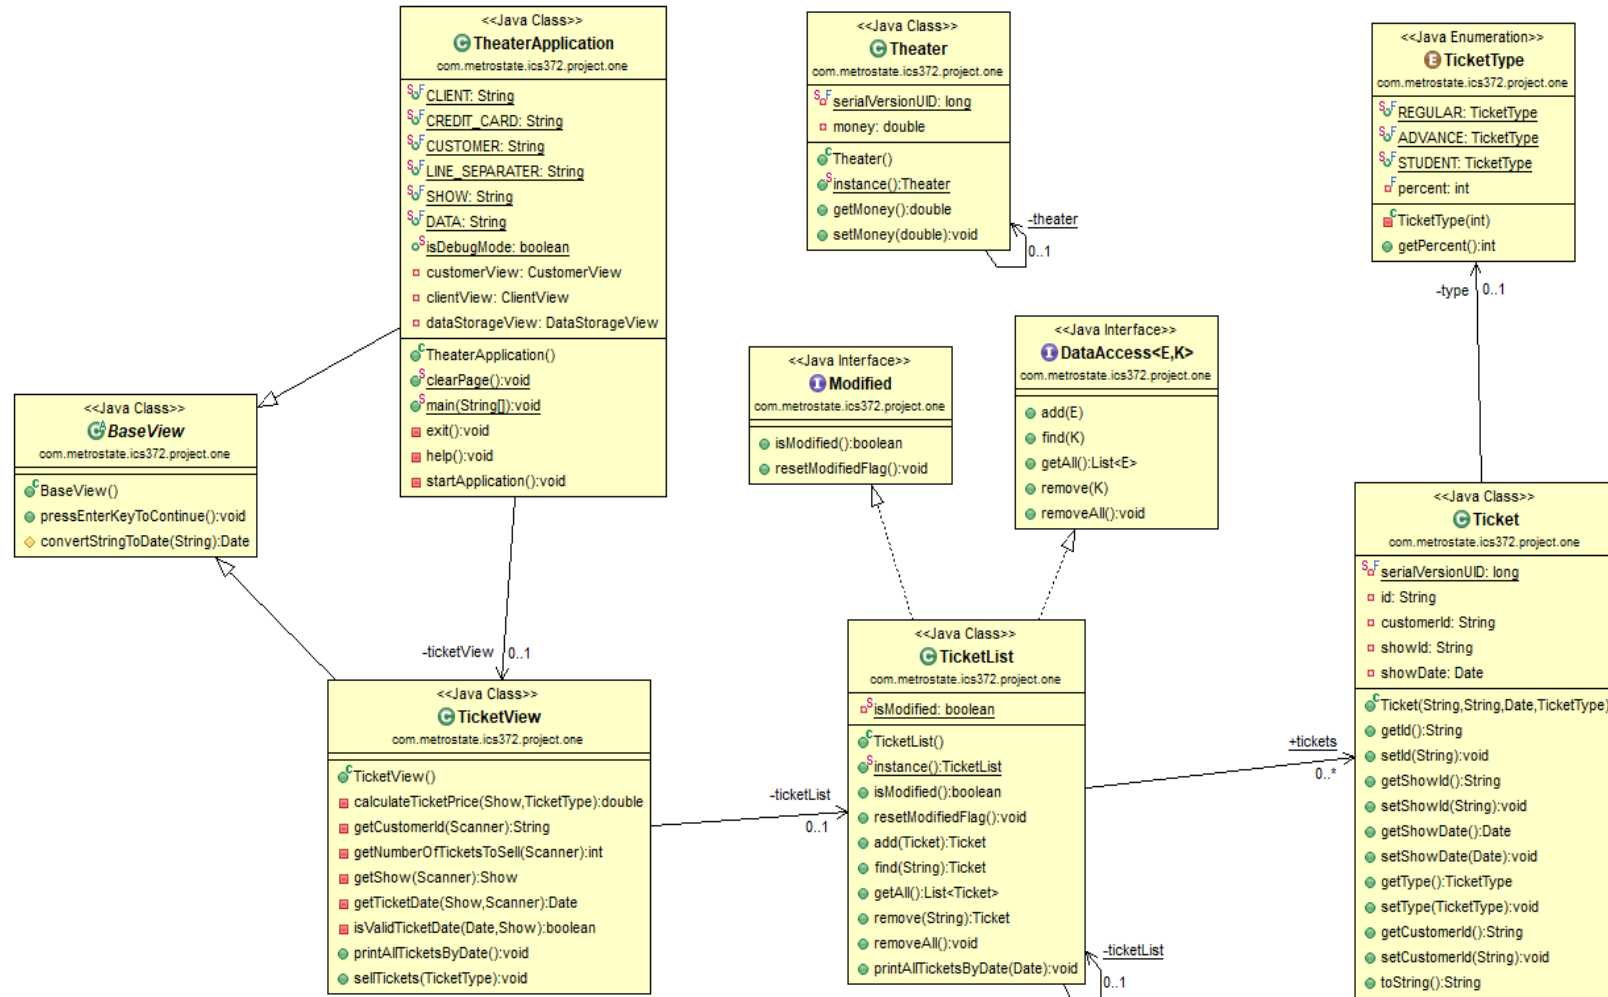 <<Java Class>>
TheaterApplication
com.metrostate.ics372.project.one
CLIENT: String
CREDIT_CARD: String
CUSTOMER: String
LINE_SEPARATER: String
SHOW: String
DATA: String
isDebugMode: boolean
customerView: CustomerView
clientView: ClientView
dataStorageView: DataStorageView
TheaterApplication()
clearPage():void
main(String[]):void
exit():void
help():void
startApplication():void
<<Java Class>>
Theater
com.metrostate.ics372.project.one
serialVersionUID: long
money: double
Theater()
instance():Theater
getMoney():double
setMoney(double):void
-theater
0..1
<<Java Enumeration>>
TicketType
com.metrostate.ics372.project.one
REGULAR: TicketType
ADVANCE: TicketType
STUDENT: TicketType
percent: int
TicketType(int)
getPercent():int
-type 0..1
<<Java Interface>>
Modified
com.metrostate.ics372.project.one
isModified():boolean
resetModifiedFlag():void
<<Java Interface>>
DataAccess<E,K>
com.metrostate.ics372.project.one
add(E)
find(K)
getAll():List<E>
remove(K)
removeAll():void
<<Java Class>>
BaseView
com.metrostate.ics372.project.one
BaseView()
pressEnterKeyToContinue():void
convertStringToDate(String):Date
-ticketView 0..1
<<Java Class>>
TicketView
com.metrostate.ics372.project.one
TicketView()
calculateTicketPrice(Show,TicketType):double
getCustomerId(Scanner):String
getNumberOfTicketsToSell(Scanner):int
getShow(Scanner):Show
getTicketDate(Show,Scanner):Date
isValidTicketDate(Date,Show):boolean
printAllTicketsByDate():void
sellTickets(TicketType):void
-ticketList
0..1
<<Java Class>>
TicketList
com.metrostate.ics372.project.one
isModified: boolean
TicketList()
instance():TicketList
isModified():boolean
resetModifiedFlag():void
add(Ticket):Ticket
find(String):Ticket
getAll():List<Ticket>
remove(String):Ticket
removeAll():void
printAllTicketsByDate(Date):void
-ticketList
0..1
+tickets
0..*
<<Java Class>>
Ticket
com.metrostate.ics372.project.one
serialVersionUID: long
id: String
customerId: String
showId: String
showDate: Date
Ticket(String,String,Date,TicketType)
getId():String
setId(String):void
getShowId():String
setShowId(String):void
getShowDate():Date
setShowDate(Date):void
getType():TicketType
setType(TicketType):void
getCustomerId():String
setCustomerId(String):void
toString():String